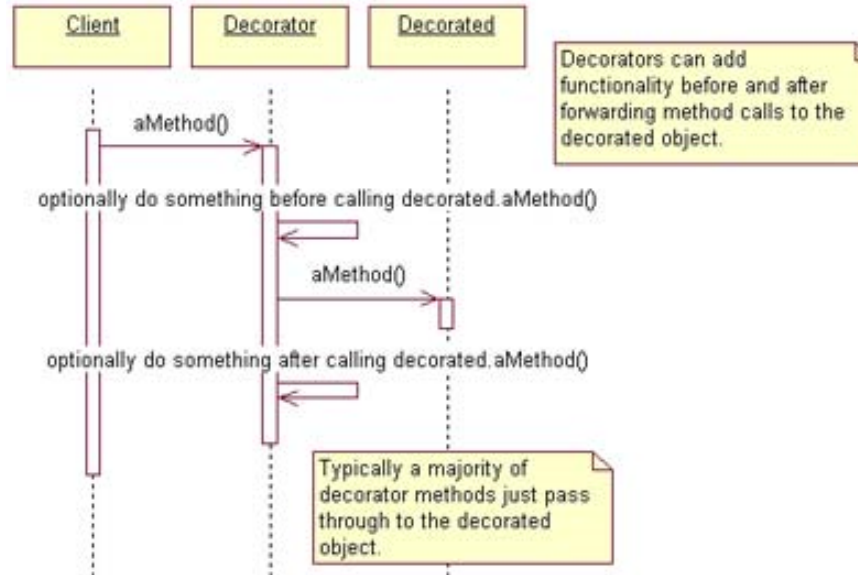 Client
Decorator
Decorated
Decorators can add
functionality before and after
forwarding method calls to the
decorated object.
aMethod()
optionally do something before calling decorated.aMethod()
aMethod()
optionally do something after calling decorated.aMethod()
Typically a majority of
decorator methods just pass
through to the decorated
object.